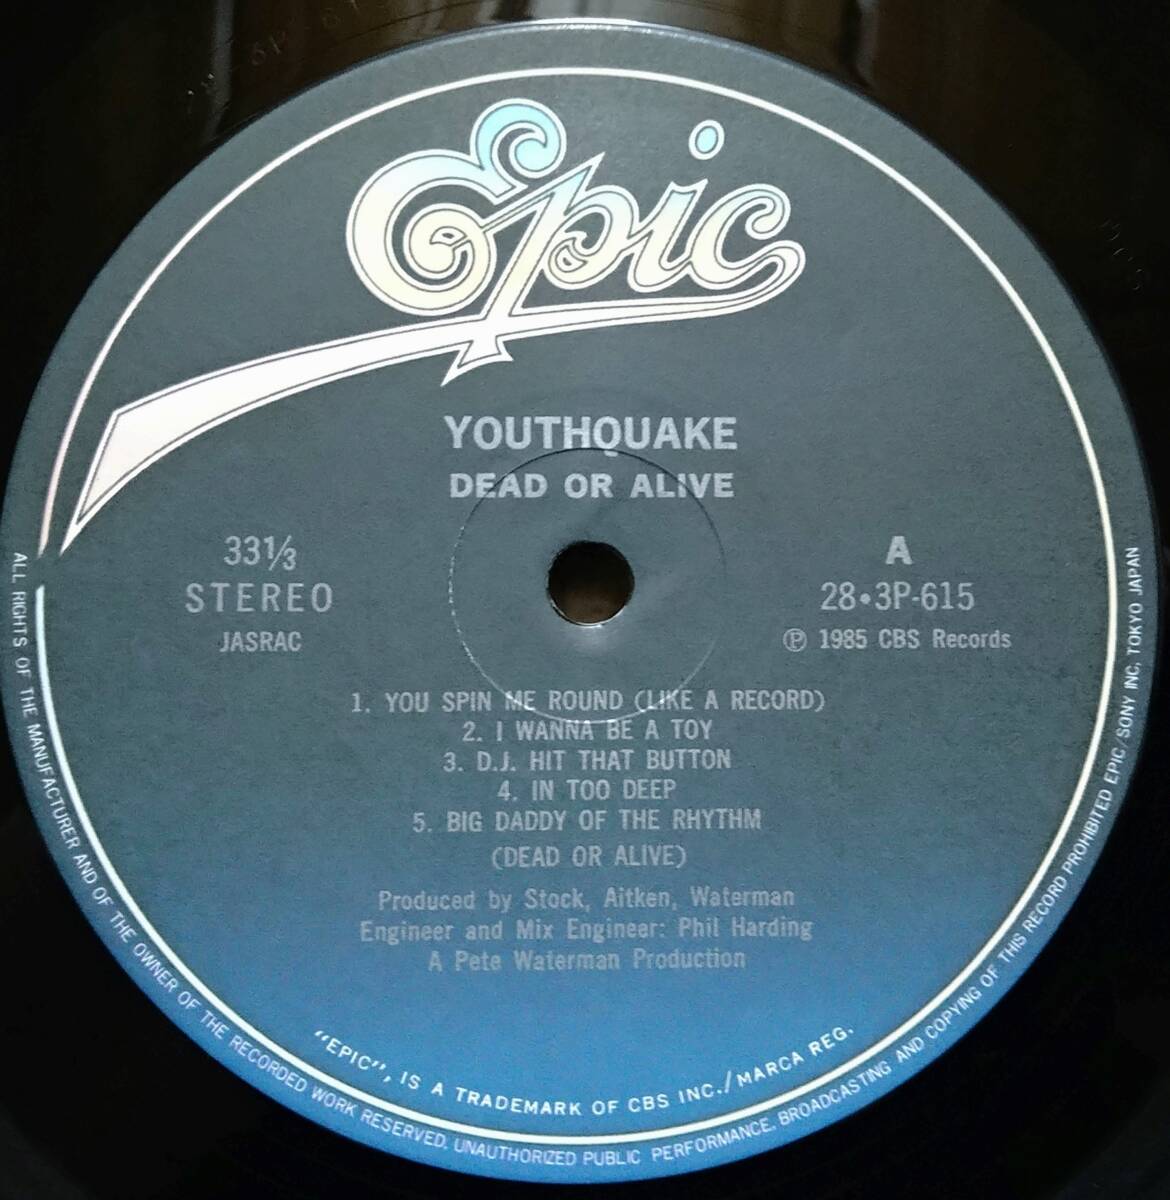 Epic
YOUTHQUAKE
DEAD OR ALIVE
33⅓
STEREO
JASRAC
A
28•3P-615
Ⓟ 1985 CBS Records
1. YOU SPIN ME ROUND (LIKE A RECORD)
2. I WANNA BE A TOY
3. D.J. HIT THAT BUTTON
4. IN TOO DEEP
5. BIG DADDY OF THE RHYTHM
(DEAD OR ALIVE)
Produced by Stock, Aitken, Waterman
Engineer and Mix Engineer: Phil Harding
A Pete Waterman Production
"EPIC", IS A TRADEMARK OF CBS INC./MARCA REG.
ALL RIGHTS OF THE MANUFACTURER AND OF THE OWNER OF THE RECORDED WORK RESERVED. UNAUTHORIZED PUBLIC PERFORMANCE. BROADCASTING AND COPYING OF THIS RECORD PROHIBITED EPIC/SONY INC, TOKYO JAPAN